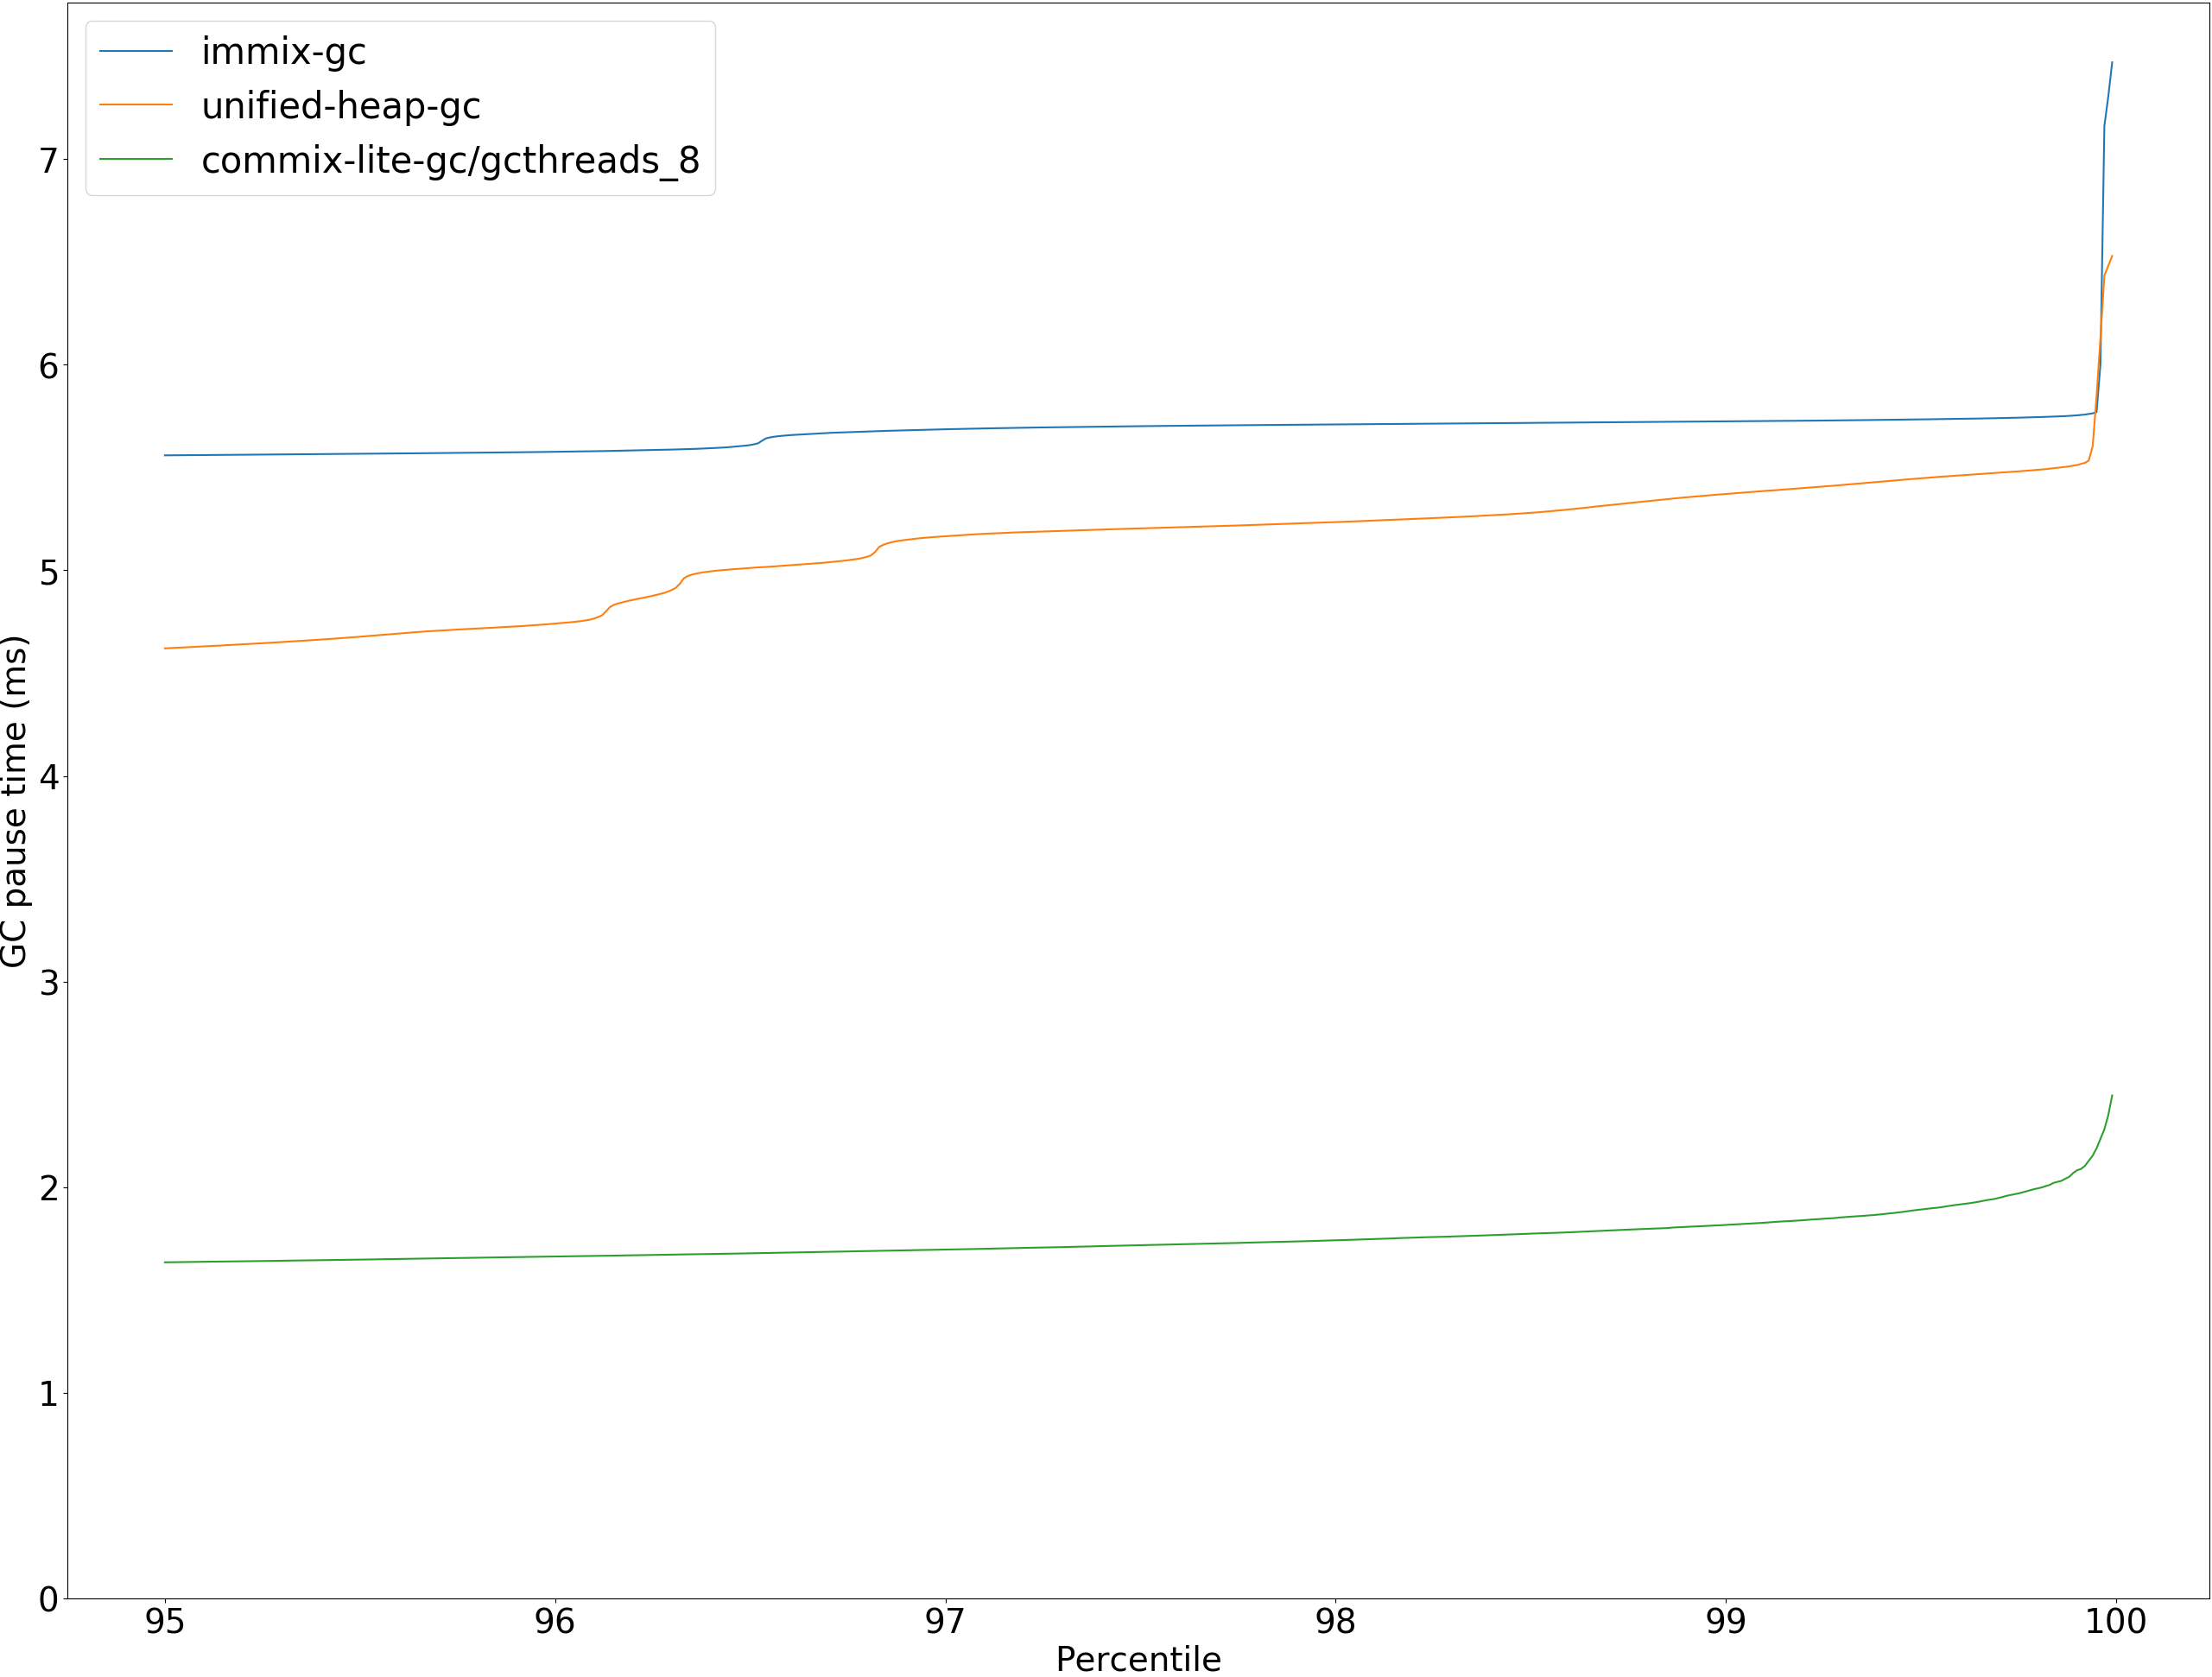 immix-gc
unified-heap-gc
commix-lite-gc/gcthreads_8
GC pause time (ms)
7
6
5
4
3
2
1
0
95 96 97 98 99 100
Percentile